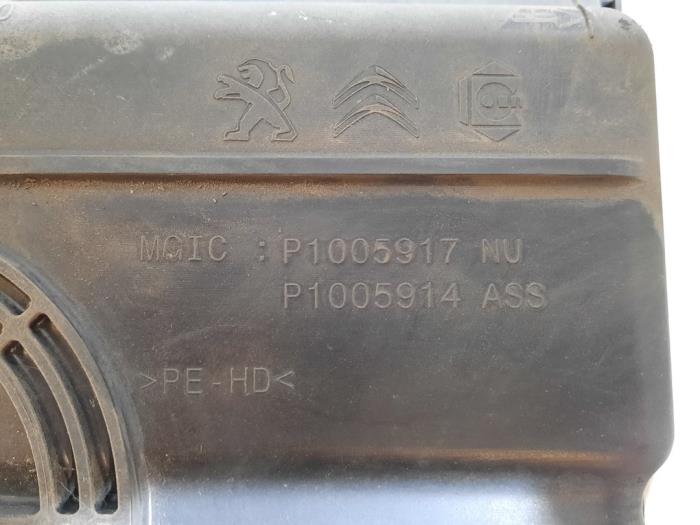 MGIC : P1005917 NU
P1005914 ASS
>PE-HD<